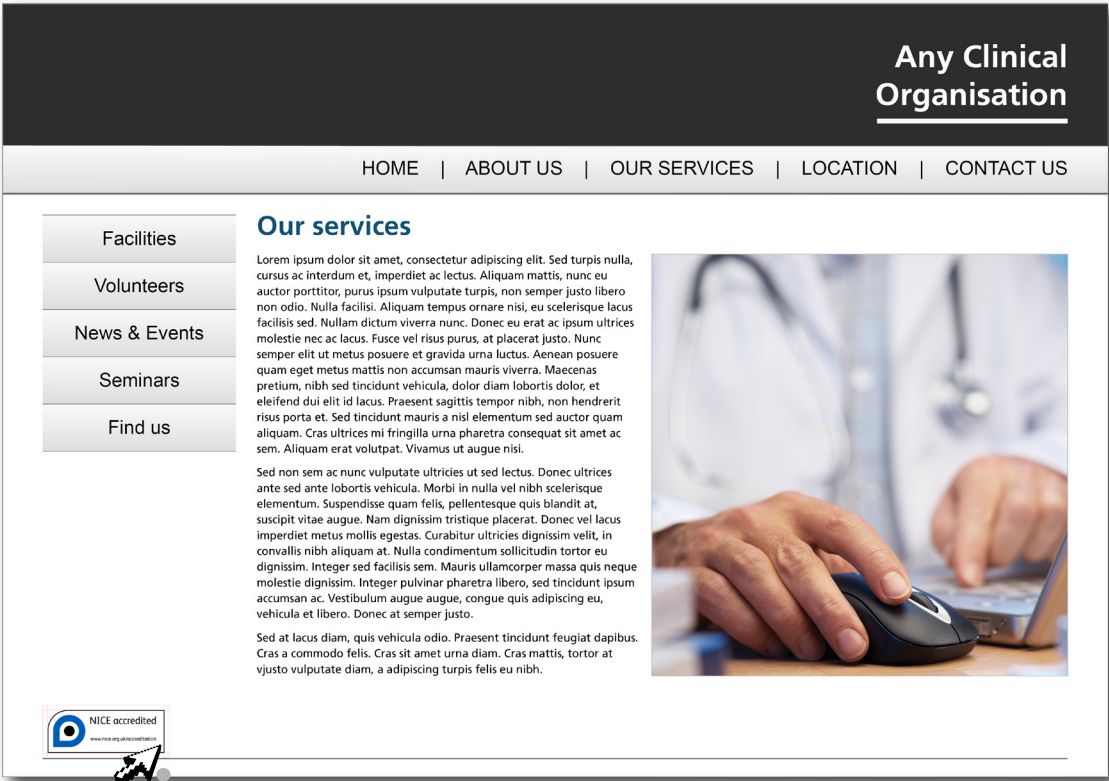 Any Clinical
Organisation
HOME | ABOUT US | OUR SERVICES | LOCATION | CONTACT US
Facilities
Volunteers
News & Events
Seminars
Find us
Our services
Lorem ipsum dolor sit amet, consectetur adipiscing elit. Sed turpis nulla,
cursus ac interdum et, imperdiet ac lectus. Aliquam mattis, nunc eu
auctor porttitor, purus ipsum vulputate turpis, non semper justo libero
non odio. Nulla facilisi. Aliquam tempus ornare nisi, eu scelerisque lacus
facilisis sed. Nullam dictum viverra nunc. Donec eu erat ac ipsum ultrices
molestie nec ac lacus. Fusce vel risus purus, at placerat justo. Nunc
semper elit ut metus posuere et gravida urna luctus. Aenean posuere
quam eget metus mattis non accumsan mauris viverra. Maecenas
pretium, nibh sed tincidunt vehicula, dolor diam lobortis dolor, et
eleifend dui elit id lacus. Praesent sagittis tempor nibh, non hendrerit
risus porta et. Sed tincidunt mauris a nisl elementum sed auctor quam
aliquam. Cras ultrices mi fringilla urna pharetra consequat sit amet ac
sem. Aliquam erat volutpat. Vivamus ut augue nisi.
Sed non sem ac nunc vulputate ultricies ut sed lectus. Donec ultrices
ante sed ante lobortis vehicula. Morbi in nulla vel nibh scelerisque
elementum. Suspendisse quam felis, pellentesque quis blandit at,
suscipit vitae augue. Nam dignissim tristique placerat. Donec vel lacus
imperdiet metus mollis egestas. Curabitur ultricies dignissim velit, in
convallis nibh aliquam at. Nulla condimentum sollicitudin tortor eu
dignissim. Integer sed facilisis sem. Mauris ullamcorper massa quis neque
molestie dignissim. Integer pulvinar pharetra libero, sed tincidunt ipsum
accumsan ac. Vestibulum augue augue, congue quis adipiscing eu,
vehicula et libero. Donec at semper justo.
Sed at lacus diam, quis vehicula odio. Praesent tincidunt feugiat dapibus.
Cras a commodo felis. Cras sit amet urna diam. Cras mattis, tortor at
vjusto vulputate diam, a adipiscing turpis felis eu nibh.
NICE accredited
www.nice.org.uk/accreditation